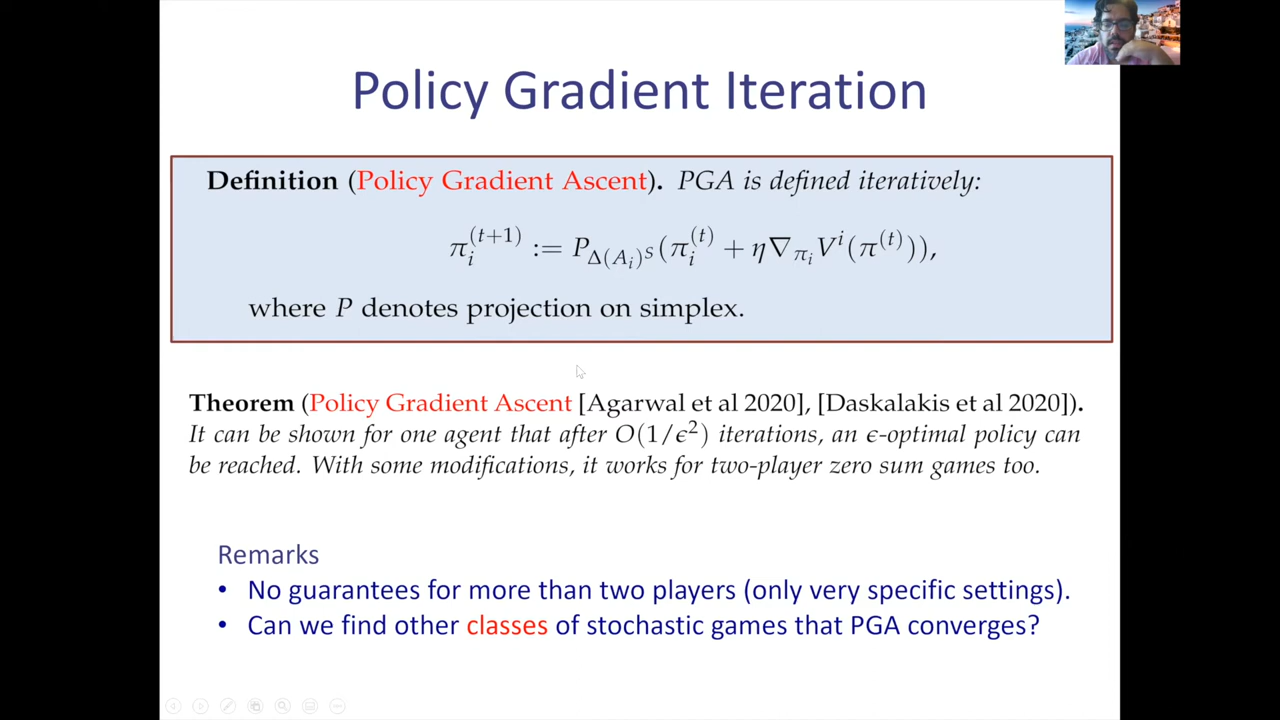 Policy Gradient Iteration
Definition (Policy Gradient Ascent). PGA is defined iteratively:
π_i^{(t+1)} := P_{Δ(A_i)^S}(π_i^{(t)} + η∇_{π_i}V^i(π^{(t)})),
where P denotes projection on simplex.
Theorem (Policy Gradient Ascent [Agarwal et al 2020], [Daskalakis et al 2020]).
It can be shown for one agent that after O(1/ϵ²) iterations, an ϵ-optimal policy can
be reached. With some modifications, it works for two-player zero sum games too.
Remarks
• No guarantees for more than two players (only very specific settings).
• Can we find other classes of stochastic games that PGA converges?